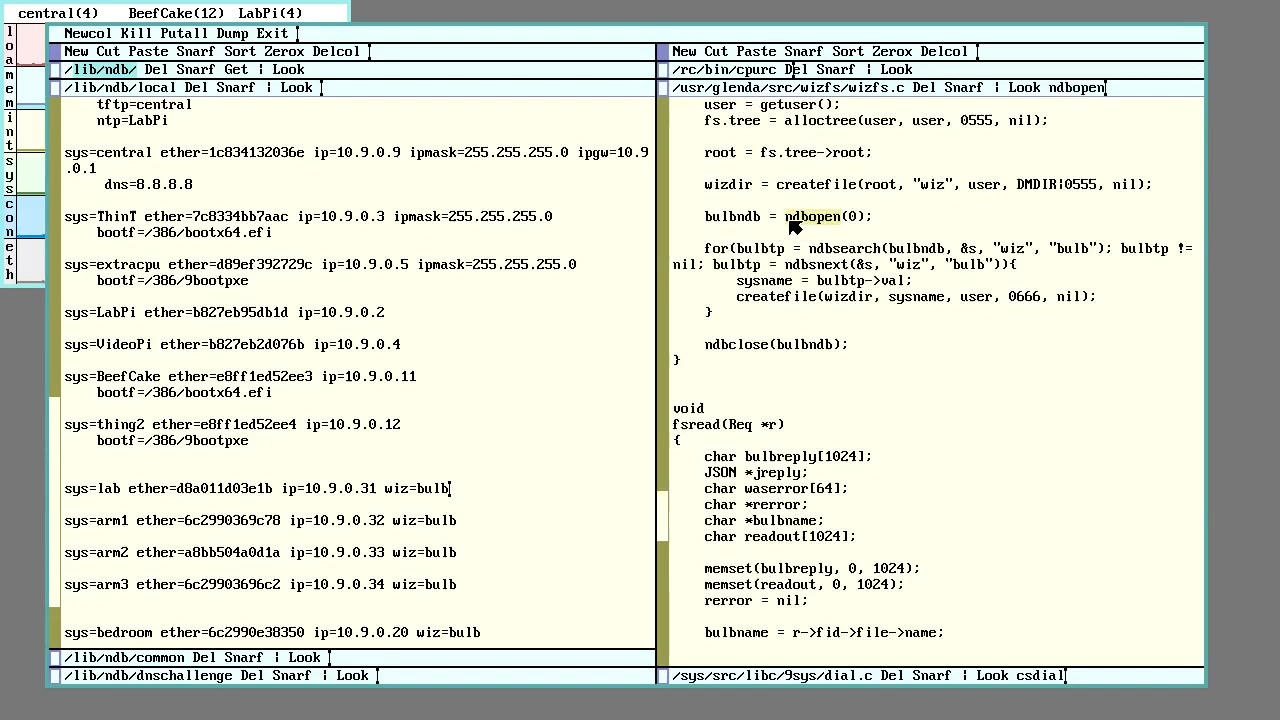 central(4) BeefCake(12) LabPi(4)
load
mem
intr
sysc
cont
eth
Newcol Kill Putall Dump Exit
New Cut Paste Snarf Sort Zerox Delcol
/lib/ndb/ Del Snarf Get | Look
/lib/ndb/local Del Snarf | Look
    tftp=central
    ntp=LabPi
sys=central ether=1c834132036e ip=10.9.0.9 ipmask=255.255.255.0 ipgw=10.9
.0.1
     dns=8.8.8.8
sys=ThinT ether=7c8334bb7aac ip=10.9.0.3 ipmask=255.255.255.0
    bootf=/386/bootx64.efi
sys=extracpu ether=d89ef392729c ip=10.9.0.5 ipmask=255.255.255.0
    bootf=/386/9bootpxe
sys=LabPi ether=b827eb95db1d ip=10.9.0.2
sys=VideoPi ether=b827eb2d076b ip=10.9.0.4
sys=BeefCake ether=e8ff1ed52ee3 ip=10.9.0.11
    bootf=/386/bootx64.efi
sys=thing2 ether=e8ff1ed52ee4 ip=10.9.0.12
    bootf=/386/9bootpxe
sys=lab ether=d8a011d03e1b ip=10.9.0.31 wiz=bulb
sys=arm1 ether=6c2990369c78 ip=10.9.0.32 wiz=bulb
sys=arm2 ether=a8bb504a0d1a ip=10.9.0.33 wiz=bulb
sys=arm3 ether=6c29903696c2 ip=10.9.0.34 wiz=bulb
sys=bedroom ether=6c2990e38350 ip=10.9.0.20 wiz=bulb
/lib/ndb/common Del Snarf | Look
/lib/ndb/dnschallenge Del Snarf | Look
New Cut Paste Snarf Sort Zerox Delcol
/rc/bin/cpurc Del Snarf | Look
/usr/glenda/src/wizfs/wizfs.c Del Snarf | Look ndbopen
    user = getuser();
    fs.tree = alloctree(user, user, 0555, nil);
    root = fs.tree->root;
    wizdir = createfile(root, "wiz", user, DMDIR|0555, nil);
    bulbndb = ndbopen(0);
    for(bulbtp = ndbsearch(bulbndb, &s, "wiz", "bulb"); bulbtp !=
nil; bulbtp = ndbsnext(&s, "wiz", "bulb")){
        sysname = bulbtp->val;
        createfile(wizdir, sysname, user, 0666, nil);
    }
    ndbclose(bulbndb);
}
void
fsread(Req *r)
{
    char bulbreply[1024];
    JSON *jreply;
    char waserror[64];
    char *rerror;
    char *bulbname;
    char readout[1024];
    memset(bulbreply, 0, 1024);
    memset(readout, 0, 1024);
    rerror = nil;
    bulbname = r->fid->file->name;
/sys/src/libc/9sys/dial.c Del Snarf | Look csdial